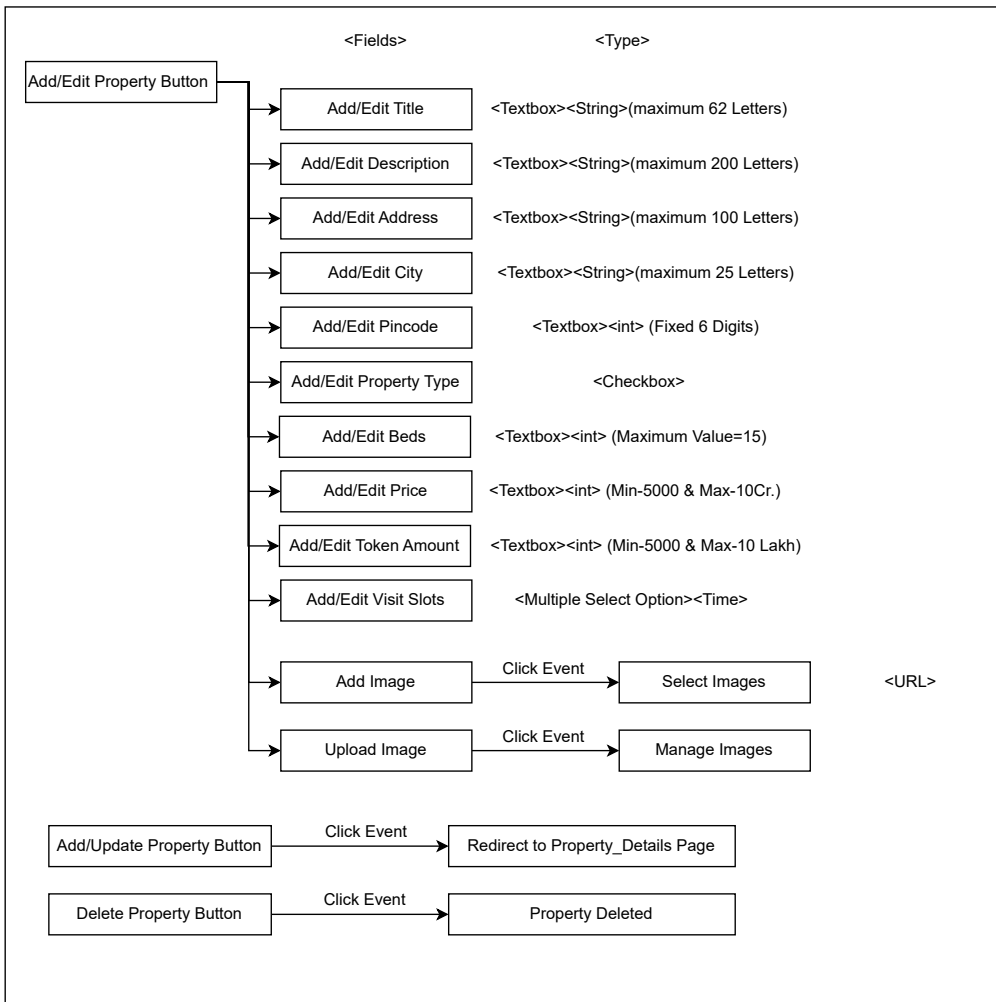 <Fields> <Type>
Add/Edit Property Button
Add/Edit Title <Textbox><String>(maximum 62 Letters)
Add/Edit Description <Textbox><String>(maximum 200 Letters)
Add/Edit Address <Textbox><String>(maximum 100 Letters)
Add/Edit City <Textbox><String>(maximum 25 Letters)
Add/Edit Pincode <Textbox><int> (Fixed 6 Digits)
Add/Edit Property Type <Checkbox>
Add/Edit Beds <Textbox><int> (Maximum Value=15)
Add/Edit Price <Textbox><int> (Min-5000 & Max-10Cr.)
Add/Edit Token Amount <Textbox><int> (Min-5000 & Max-10 Lakh)
Add/Edit Visit Slots <Multiple Select Option><Time>
Add Image Click Event Select Images <URL>
Upload Image Click Event Manage Images
Add/Update Property Button Click Event Redirect to Property_Details Page
Delete Property Button Click Event Property Deleted